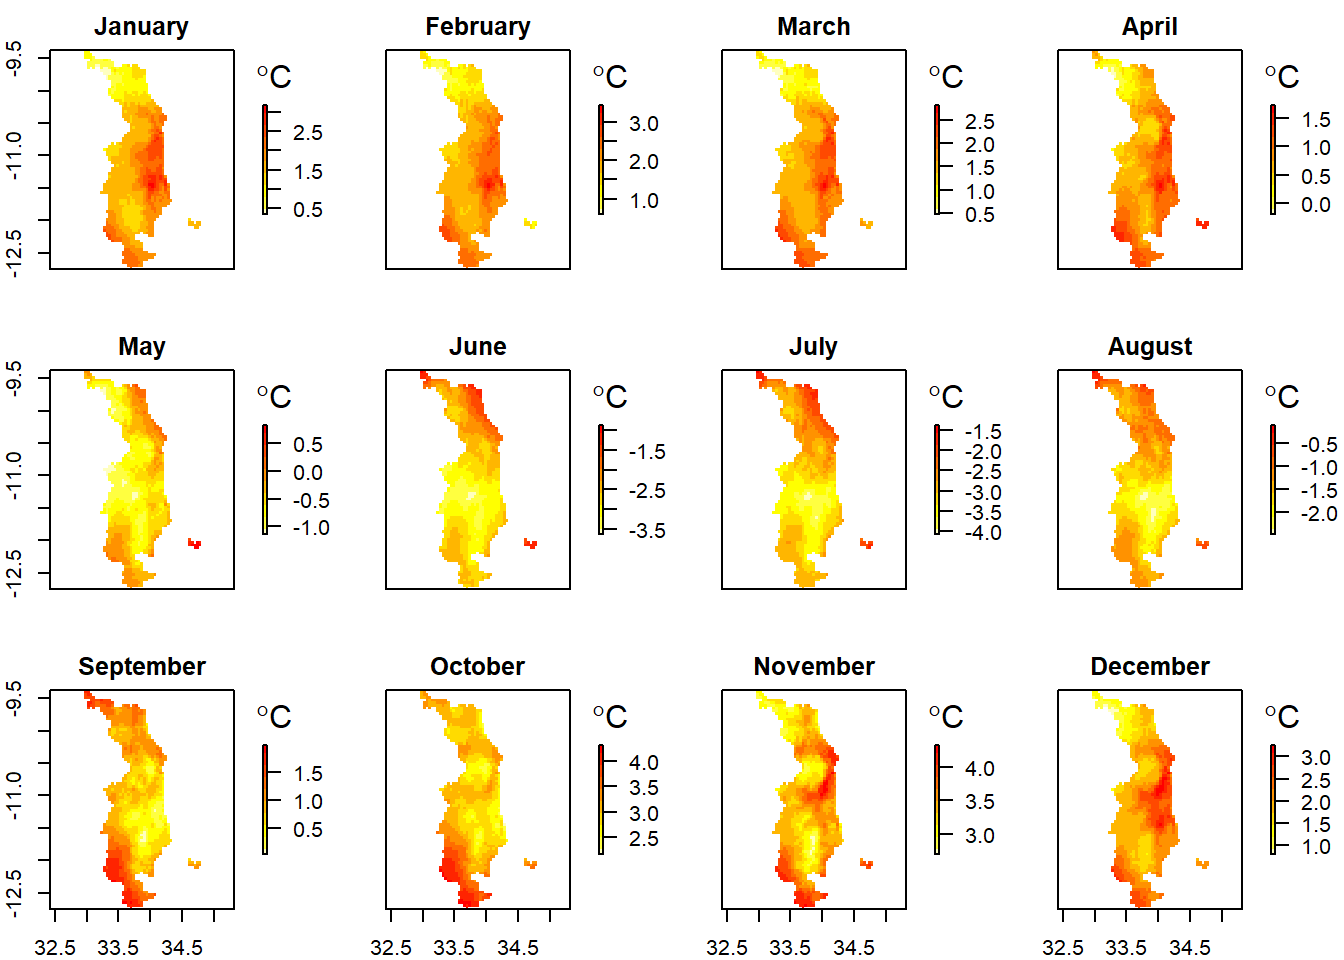 January February March April
-9.5 °C °C °C °C
2.5 3.0 2.5 1.5
-11.0 2.0 2.0 1.0
1.5 1.5 0.5
1.0 1.0
0.5 0.5 0.0
-12.5
May June July August
-9.5 °C °C °C °C
0.5 -1.5 -1.5 -0.5
-11.0 0.0 -2.5 -2.0 -1.0
-0.5 -3.5 -2.5 -1.5
-1.0 -3.0 -2.0
-3.5
-4.0
-12.5
September October November December
-9.5 °C °C °C °C
1.5 4.0 4.0 3.0
-11.0 1.0 3.5 3.5 2.5
0.5 3.0 3.0 2.0
2.5 1.5
1.0
-12.5
32.5 33.5 34.5 32.5 33.5 34.5 32.5 33.5 34.5 32.5 33.5 34.5